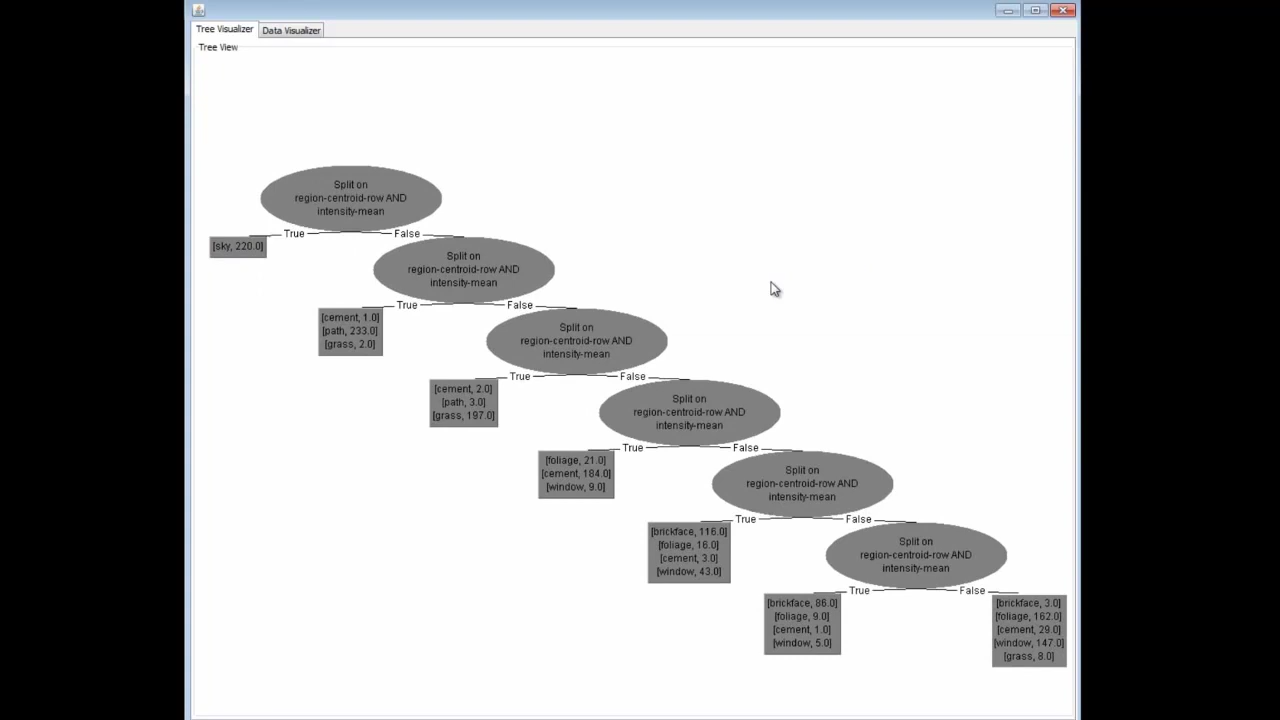 Tree Visualizer
Data Visualizer
Tree View
Split on
region-centroid-row AND
intensity-mean
True
False
[sky, 220.0]
Split on
region-centroid-row AND
intensity-mean
True
False
[cement, 1.0]
[path, 233.0]
[grass, 2.0]
Split on
region-centroid-row AND
intensity-mean
True
False
[cement, 2.0]
[path, 3.0]
[grass, 197.0]
Split on
region-centroid-row AND
intensity-mean
True
False
[foliage, 21.0]
[cement, 184.0]
[window, 9.0]
Split on
region-centroid-row AND
intensity-mean
True
False
[brickface, 116.0]
[foliage, 16.0]
[cement, 3.0]
[window, 43.0]
Split on
region-centroid-row AND
intensity-mean
True
False
[brickface, 86.0]
[foliage, 9.0]
[cement, 1.0]
[window, 5.0]
[brickface, 3.0]
[foliage, 162.0]
[cement, 29.0]
[window, 147.0]
[grass, 8.0]